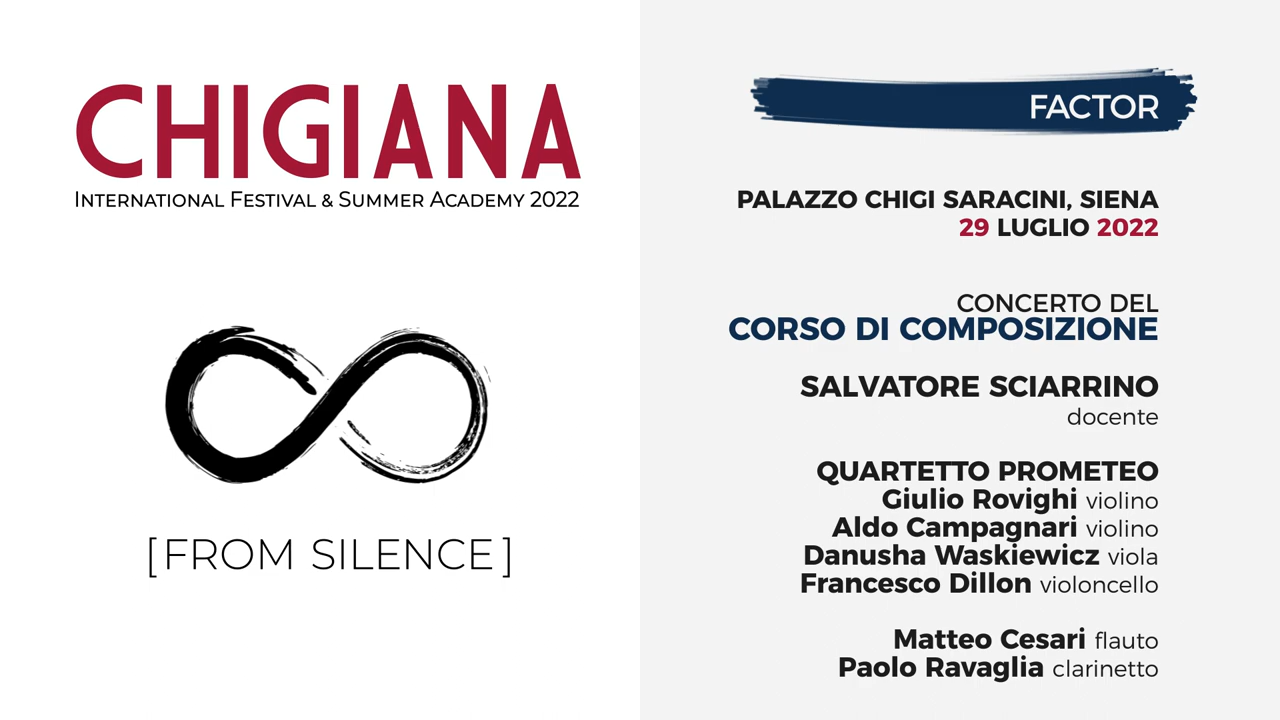 CHIGIANA
INTERNATIONAL FESTIVAL & SUMMER ACADEMY 2022
[FROM SILENCE]
FACTOR
PALAZZO CHIGI SARACINI, SIENA
29 LUGLIO 2022
CONCERTO DEL
CORSO DI COMPOSIZIONE
SALVATORE SCIARRINO
docente
QUARTETTO PROMETEO
Giulio Rovighi violino
Aldo Campagnari violino
Danusha Waskiewicz viola
Francesco Dillon violoncello
Matteo Cesari flauto
Paolo Ravaglia clarinetto